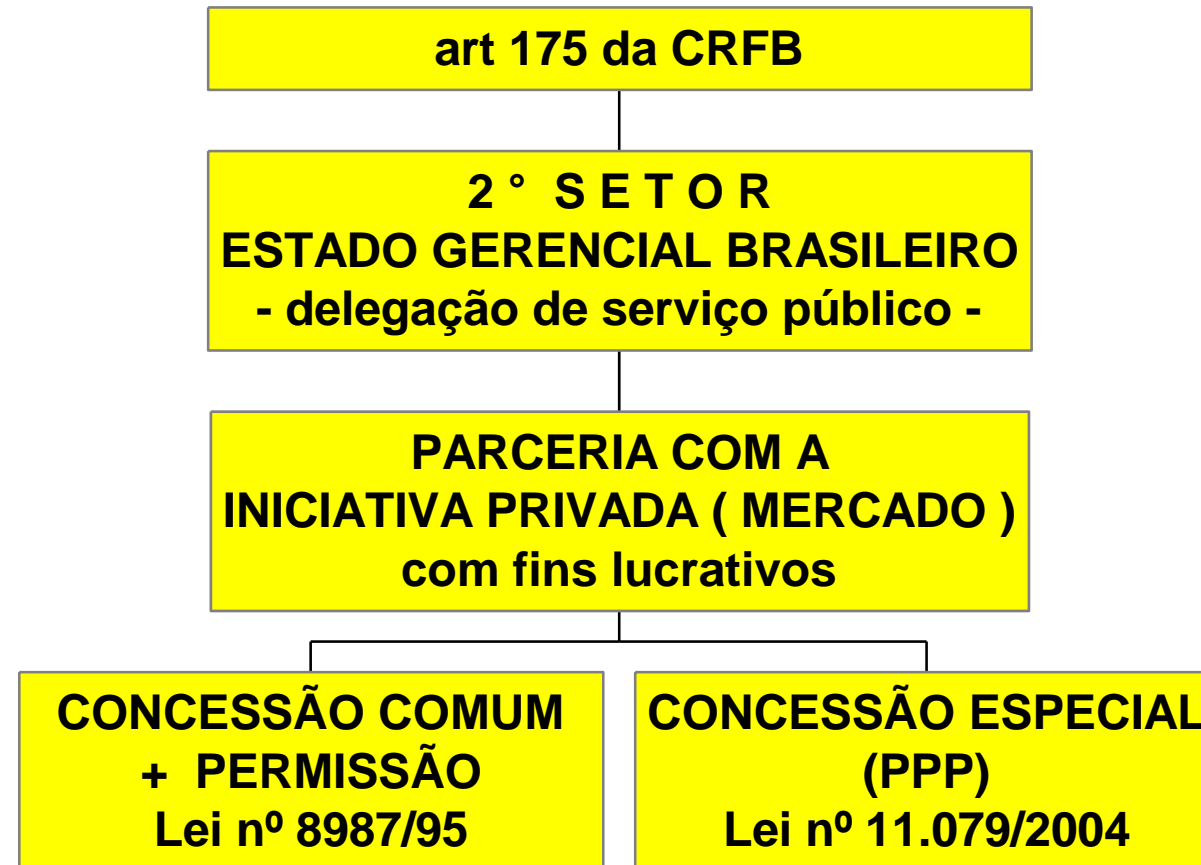 art 175 da CRFB
2 ° S E T O R
ESTADO GERENCIAL BRASILEIRO
- delegação de serviço público -
PARCERIA COM A
INICIATIVA PRIVADA ( MERCADO )
com fins lucrativos
CONCESSÃO COMUM
+ PERMISSÃO
Lei nº 8987/95
CONCESSÃO ESPECIAL
(PPP)
Lei nº 11.079/2004